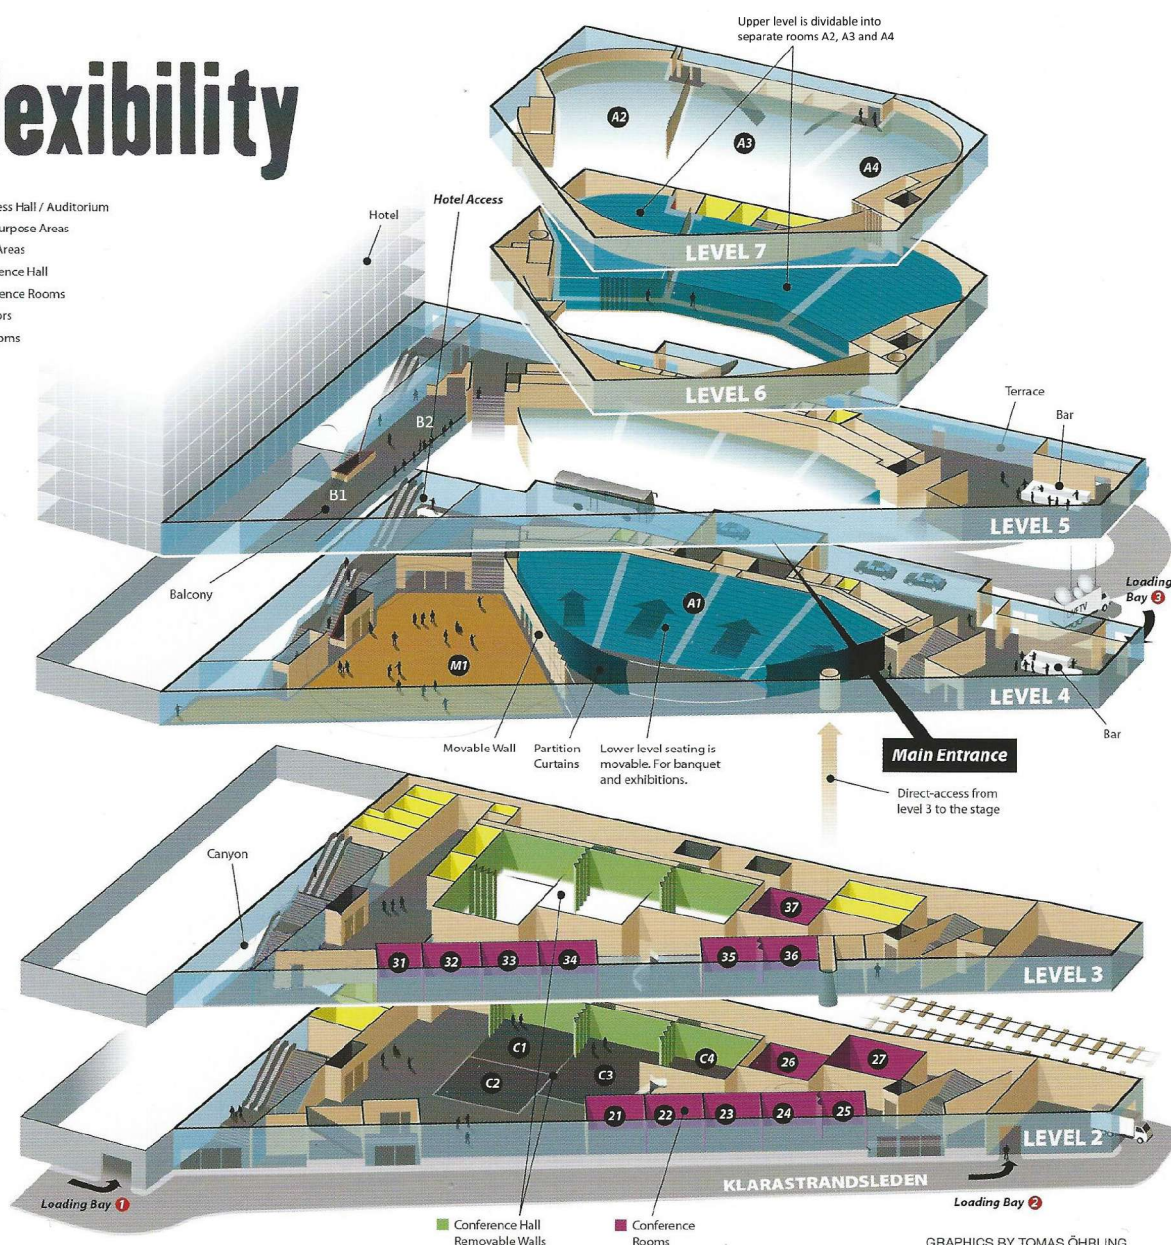 exibility
Upper level is dividable into
separate rooms A2, A3 and A4
ess Hall / Auditorium
urpose Areas
Areas
ence Hall
ence Rooms
ors
oms
Hotel
Hotel Access
A2
A3
A4
LEVEL 7
LEVEL 6
Terrace
Bar
B2
B1
LEVEL 5
Balcony
A1
M1
Loading
Bay 3
TV
LEVEL 4
Bar
Movable Wall
Partition
Curtains
Lower level seating is
movable. For banquet
and exhibitions.
Main Entrance
Direct-access from
level 3 to the stage
Canyon
37
31
32
33
34
35
36
LEVEL 3
C1
C2
C3
C4
26
27
21
22
23
24
25
LEVEL 2
KLARASTRANDSLEDEN
Loading Bay 1
Loading Bay 2
Conference Hall
Removable Walls
Conference
Rooms
GRAPHICS BY TOMAS ÖHRLING